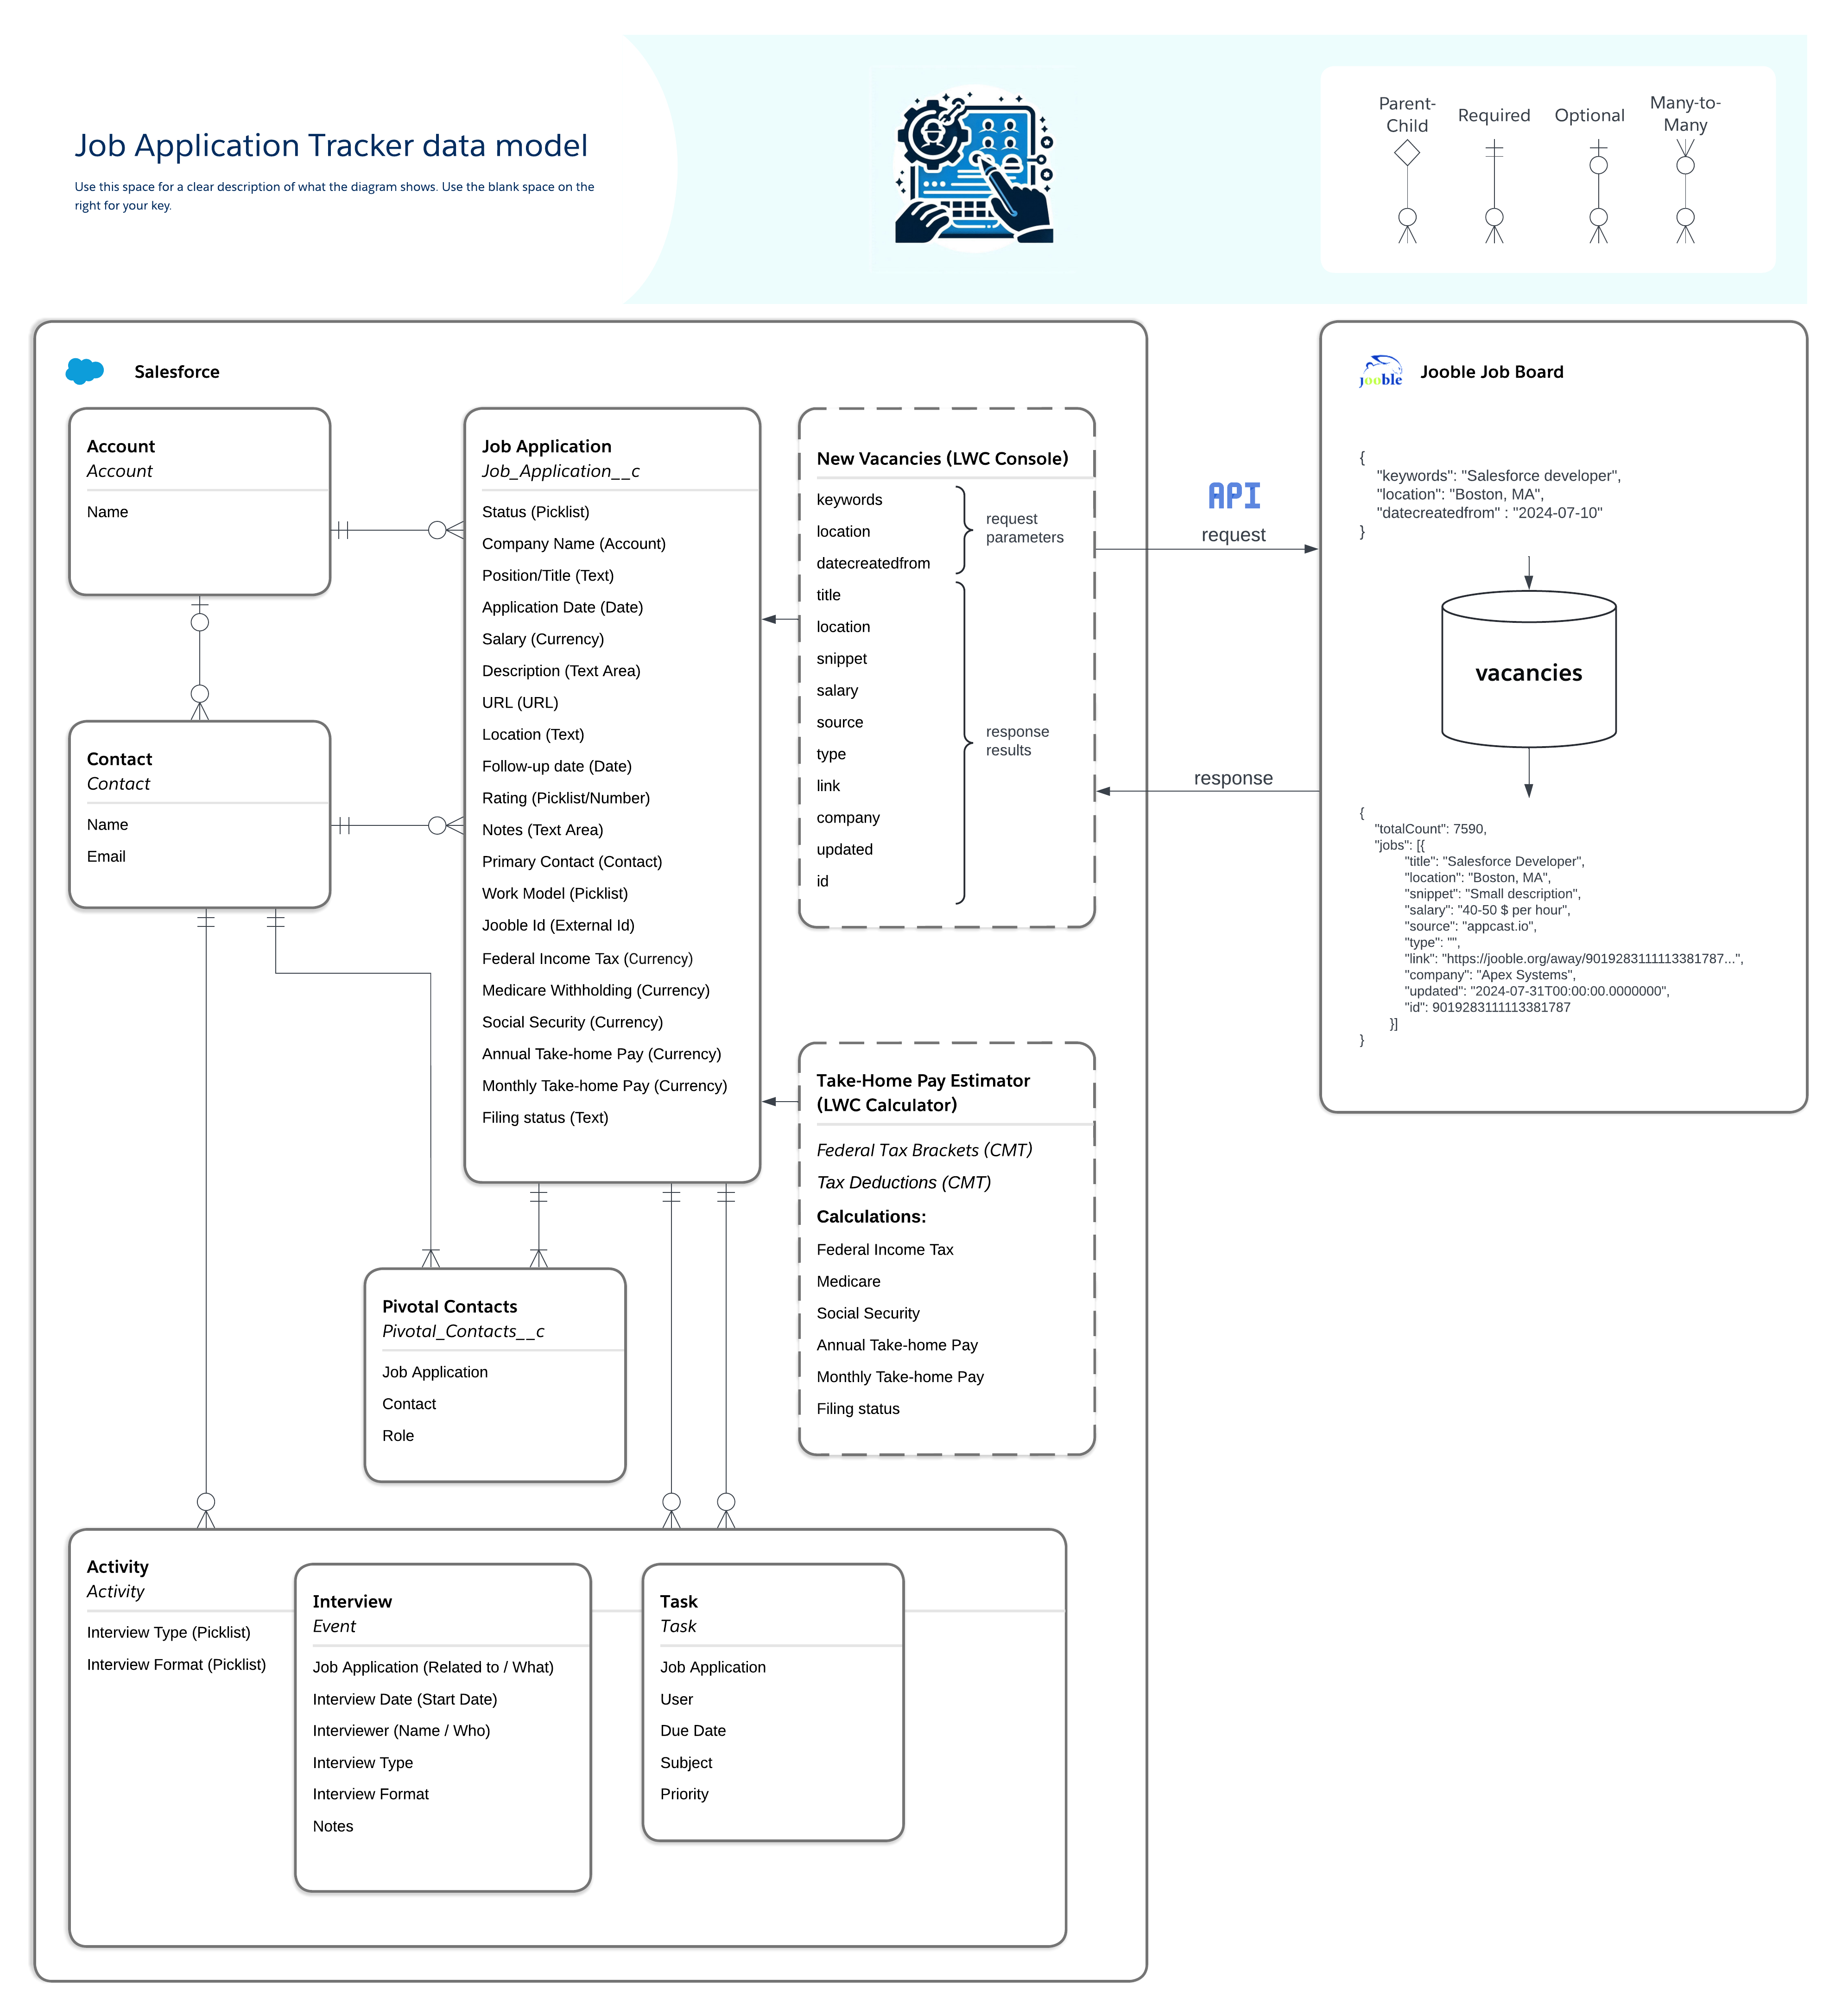 Job Application Tracker data model
Use this space for a clear description of what the diagram shows. Use the blank space on the
right for your key.
Parent-
Child
Required
Optional
Many-to-
Many
Salesforce
Account
Account
Name
Contact
Contact
Name
Email
Job Application
Job_Application__c
Status (Picklist)
Company Name (Account)
Position/Title (Text)
Application Date (Date)
Salary (Currency)
Description (Text Area)
URL (URL)
Location (Text)
Follow-up date (Date)
Rating (Picklist/Number)
Notes (Text Area)
Primary Contact (Contact)
Work Model (Picklist)
Jooble Id (External Id)
Federal Income Tax (Currency)
Medicare Withholding (Currency)
Social Security (Currency)
Annual Take-home Pay (Currency)
Monthly Take-home Pay (Currency)
Filing status (Text)
New Vacancies (LWC Console)
keywords
location
datecreatedfrom
request
parameters
title
location
snippet
salary
source
type
link
company
updated
id
response
results
API
request
response
jooble
Jooble Job Board
{
"keywords": "Salesforce developer",
"location": "Boston, MA",
"datecreatedfrom" : "2024-07-10"
}
vacancies
{
"totalCount": 7590,
"jobs": [{
"title": "Salesforce Developer",
"location": "Boston, MA",
"snippet": "Small description",
"salary": "40-50 $ per hour",
"source": "appcast.io",
"type": "",
"link": "https://jooble.org/away/9019283111113381787...",
"company": "Apex Systems",
"updated": "2024-07-31T00:00:00.0000000",
"id": 9019283111113381787
}]
}
Take-Home Pay Estimator
(LWC Calculator)
Federal Tax Brackets (CMT)
Tax Deductions (CMT)
Calculations:
Federal Income Tax
Medicare
Social Security
Annual Take-home Pay
Monthly Take-home Pay
Filing status
Pivotal Contacts
Pivotal_Contacts__c
Job Application
Contact
Role
Activity
Activity
Interview Type (Picklist)
Interview Format (Picklist)
Interview
Event
Job Application (Related to / What)
Interview Date (Start Date)
Interviewer (Name / Who)
Interview Type
Interview Format
Notes
Task
Task
Job Application
User
Due Date
Subject
Priority